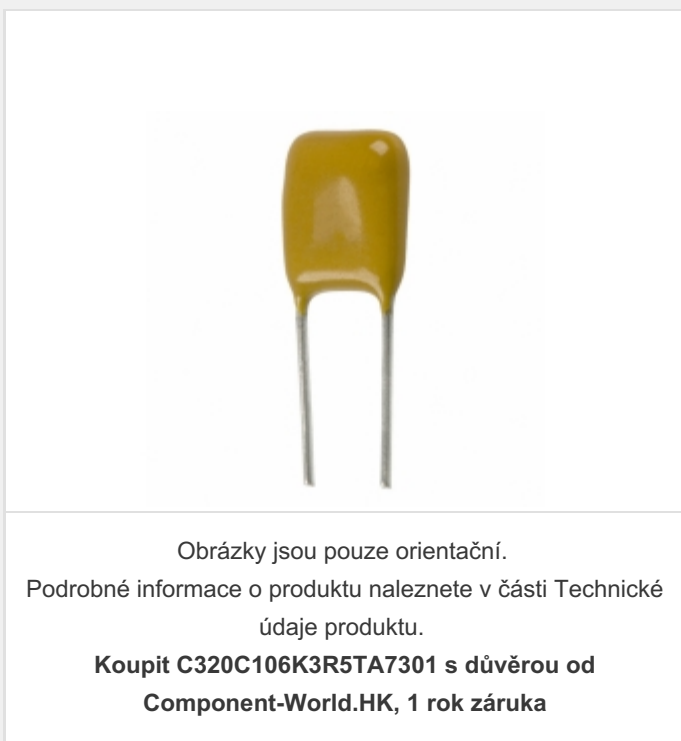 Obrázky jsou pouze orientační.
Podrobné informace o produktu naleznete v části Technické
údaje produktu.
Koupit C320C106K3R5TA7301 s důvěrou od
Component-World.HK, 1 rok záruka